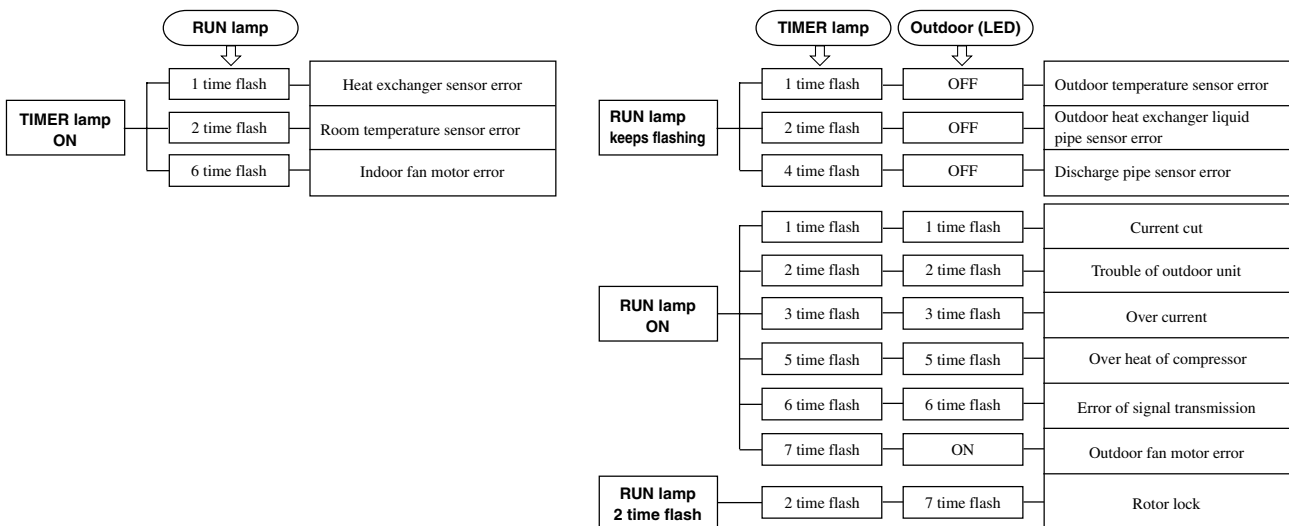 RUN lamp
1 time flash
Heat exchanger sensor error
TIMER lamp
ON
2 time flash
Room temperature sensor error
6 time flash
Indoor fan motor error
TIMER lamp
Outdoor (LED)
RUN lamp
keeps flashing
1 time flash
OFF
Outdoor temperature sensor error
2 time flash
OFF
Outdoor heat exchanger liquid
pipe sensor error
4 time flash
OFF
Discharge pipe sensor error
RUN lamp
ON
1 time flash
1 time flash
Current cut
2 time flash
2 time flash
Trouble of outdoor unit
3 time flash
3 time flash
Over current
5 time flash
5 time flash
Over heat of compressor
6 time flash
6 time flash
Error of signal transmission
7 time flash
ON
Outdoor fan motor error
RUN lamp
2 time flash
2 time flash
7 time flash
Rotor lock